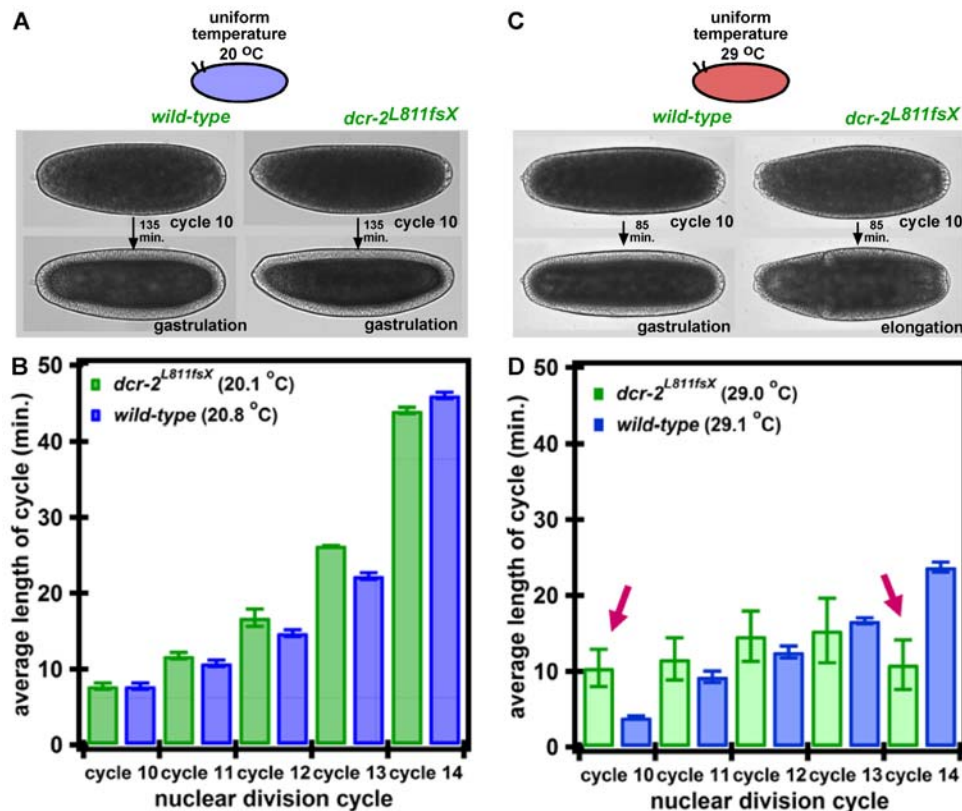 A
uniform
temperature
20 °C
wild-type
dcr-2L811fsX
cycle 10
cycle 10
135
min.
135
min.
gastrulation
gastrulation
C
uniform
temperature
29 °C
wild-type
dcr-2L811fsX
cycle 10
cycle 10
85
min.
85
min.
gastrulation
elongation
B
average length of cycle (min.)
50
40
30
20
10
0
dcr-2L811fsX (20.1 °C)
wild-type (20.8 °C)
cycle 10 cycle 11 cycle 12 cycle 13 cycle 14
nuclear division cycle
D
average length of cycle (min.)
50
40
30
20
10
0
dcr-2L811fsX (29.0 °C)
wild-type (29.1 °C)
cycle 10 cycle 11 cycle 12 cycle 13 cycle 14
nuclear division cycle